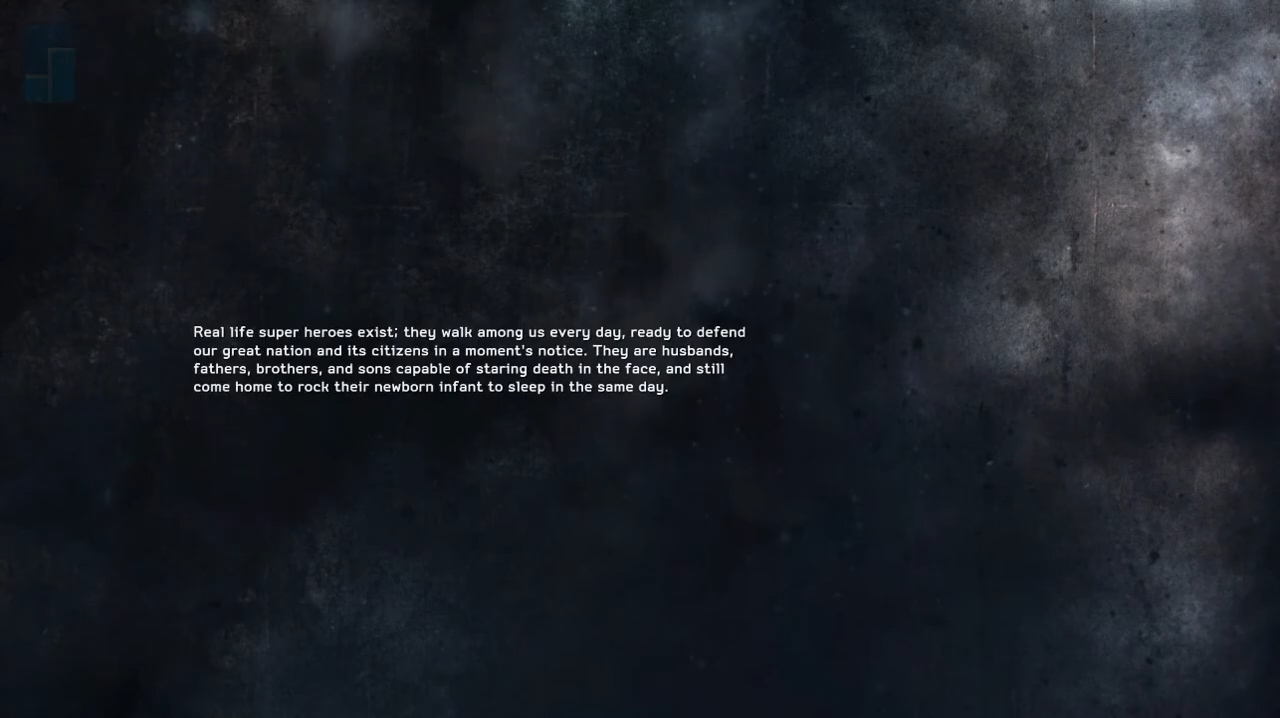 Real life super heroes exist; they walk among us every day, ready to defend
our great nation and its citizens in a moment's notice. They are husbands,
fathers, brothers, and sons capable of staring death in the face, and still
come home to rock their newborn infant to sleep in the same day.